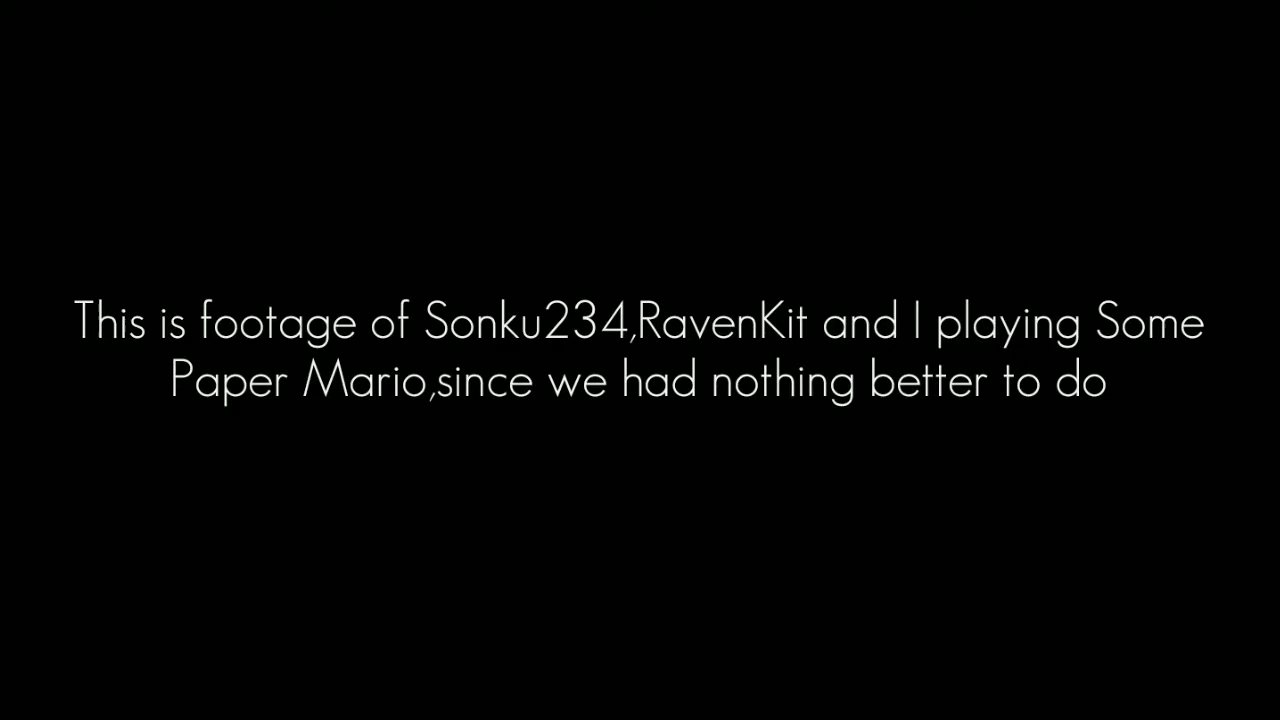 This is footage of Sonku234,RavenKit and I playing Some
Paper Mario,since we had nothing better to do